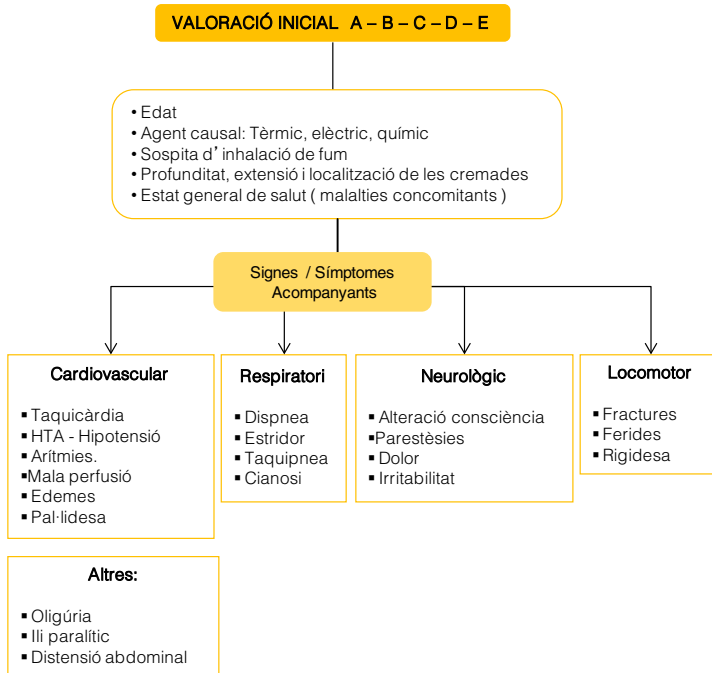 VALORACIÓ INICIAL A – B – C – D – E
• Edat
• Agent causal: Tèrmic, elèctric, químic
• Sospita d’ inhalació de fum
• Profunditat, extensió i localització de les cremades
• Estat general de salut ( malalties concomitants )
Signes / Símptomes
Acompanyants
Cardiovascular
▪ Taquicàrdia
▪ HTA - Hipotensió
▪ Arítmies.
▪Mala perfusió
▪ Edemes
▪ Pal·lidesa
Respiratori
▪ Dispnea
▪ Estridor
▪ Taquipnea
▪ Cianosi
Neurològic
▪ Alteració consciència
▪Parestèsies
▪ Dolor
▪ Irritabilitat
Locomotor
▪ Fractures
▪ Ferides
▪ Rigidesa
Altres:
▪ Oligúria
▪ Ili paralític
▪ Distensió abdominal